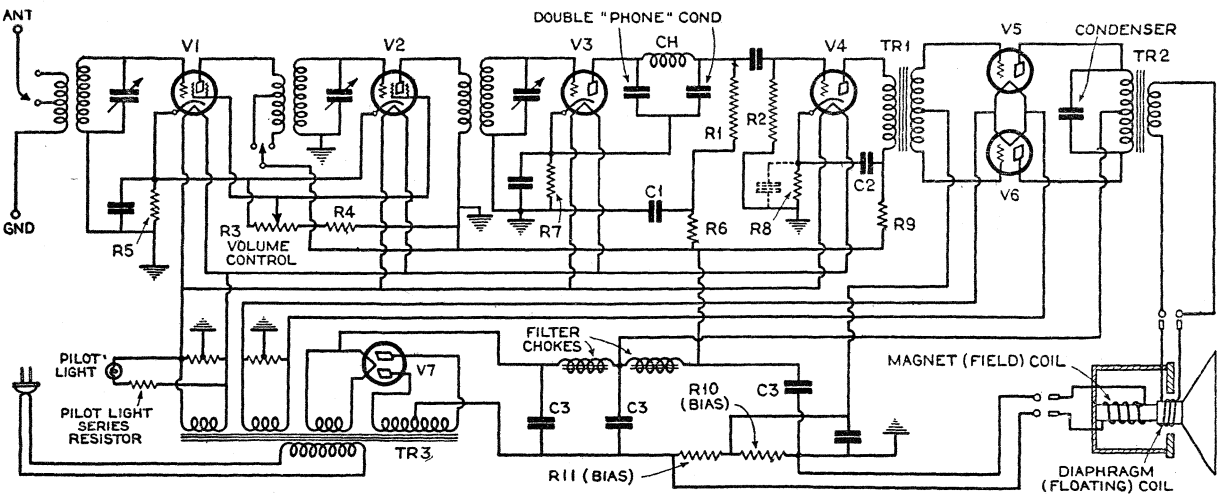 ANT
DOUBLE "PHONE" COND
V1
V2
V3
CH
V4
TR1
V5
CONDENSER
TR2
R1
R2
GND
R5
R3
VOLUME
CONTROL
R4
R7
C1
R6
R8
C2
R9
V6
PILOT
LIGHT
PILOT LIGHT
SERIES
RESISTOR
V7
TR3
FILTER
CHOKES
C3
C3
C3
R10
(BIAS)
R11 (BIAS)
MAGNET (FIELD) COIL
DIAPHRAGM
(FLOATING) COIL